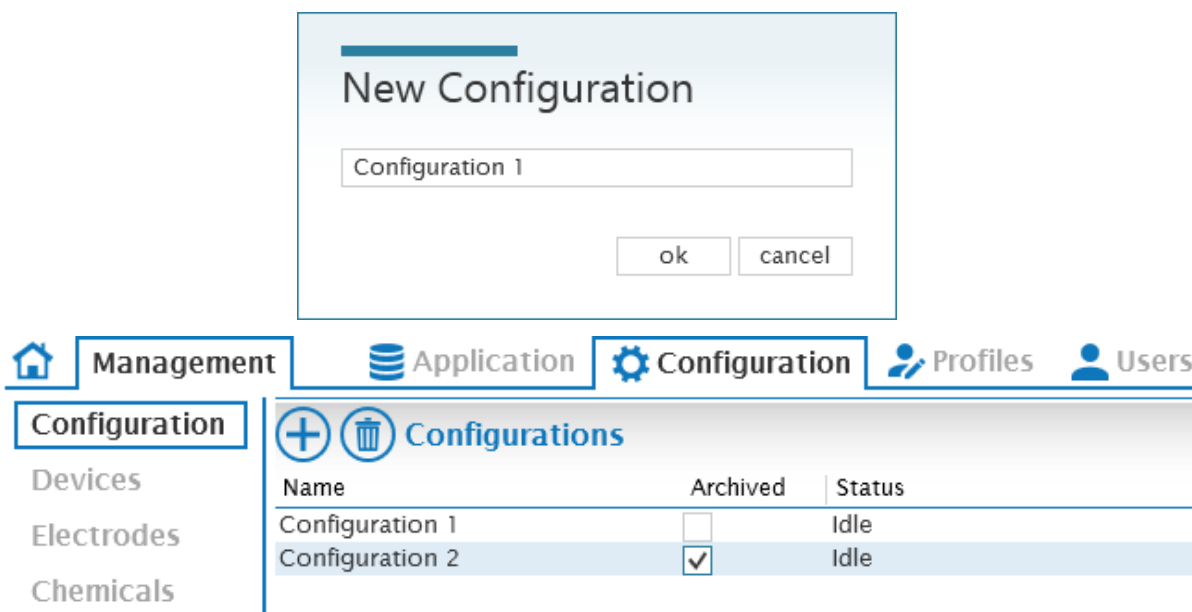 New Configuration
Configuration 1
ok cancel
Management Application Configuration Profiles Users
Configuration Configurations
Devices Name Archived Status
Electrodes Configuration 1 Idle
Configuration 2 Idle
Chemicals